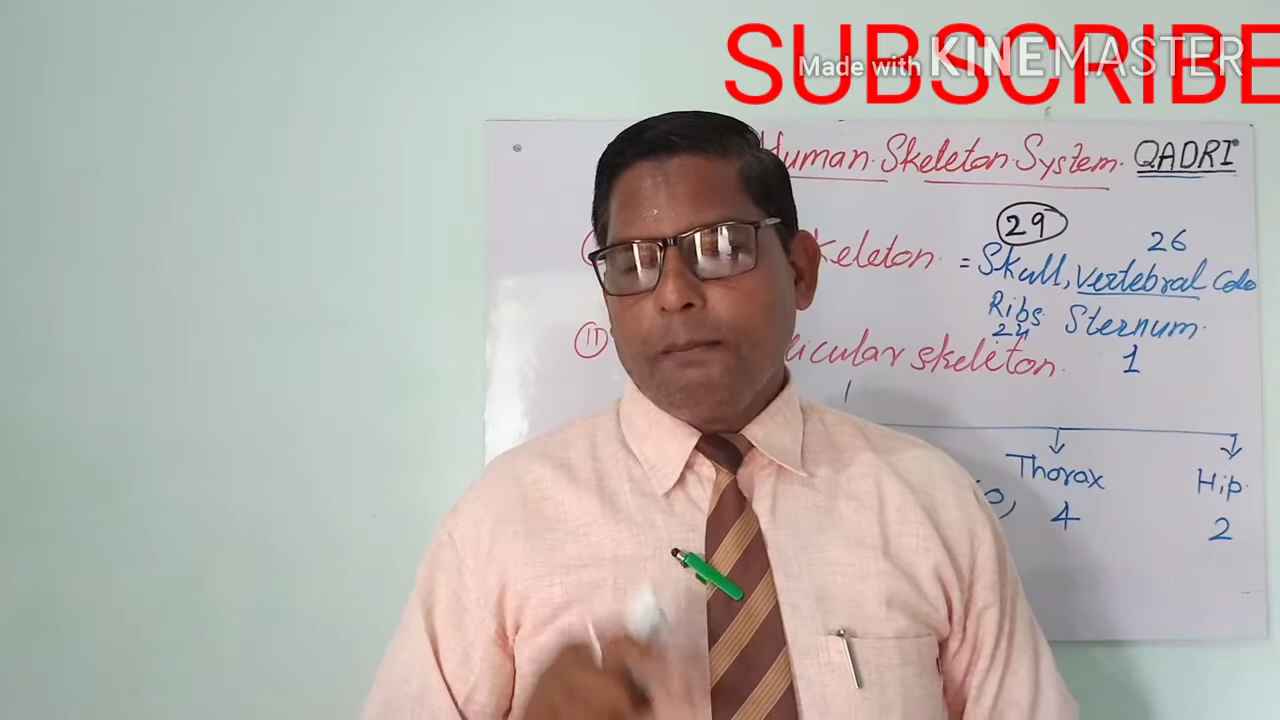 SUBSCRIBE
Made with KINEMASTER
Human Skeleton System. QADRI
29
26
keleton = Skull, Vertebral Colo
Ribs Sternum.
24
II
licular skeleton. 1
Thorax Hip.
4 2